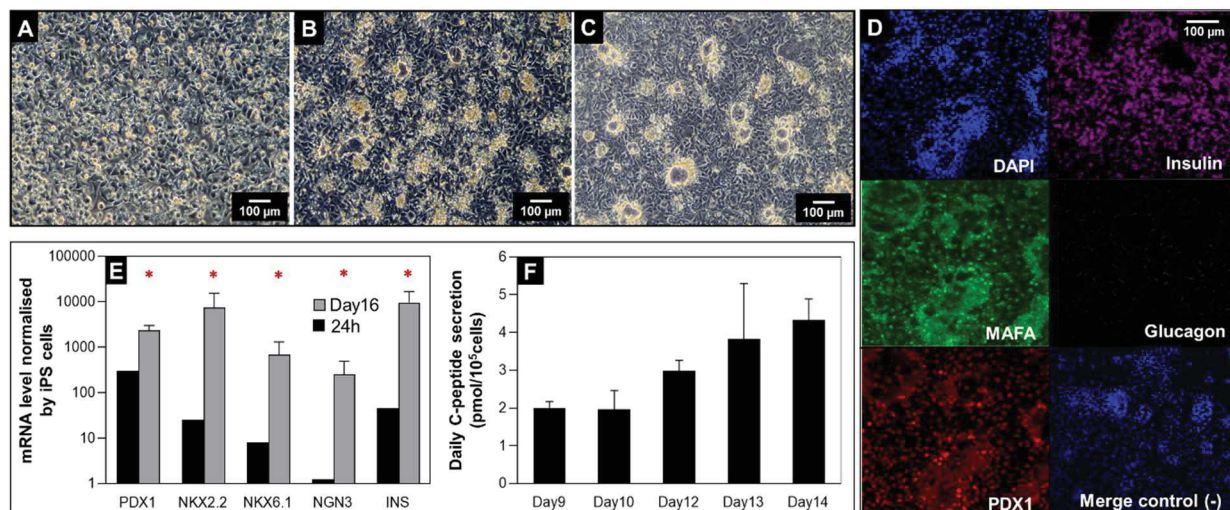 A
100 µm
B
100 µm
C
100 µm
D
100 µm
DAPI
Insulin
MAFA
Glucagon
PDX1
Merge control (-)
E
mRNA level normalised
by iPS cells
100000
10000
1000
100
10
1
* * * * *
Day16
24h
PDX1 NKX2.2 NKX6.1 NGN3 INS
F
Daily C-peptide secretion
(pmol/10⁵cells)
6
5
4
3
2
1
0
Day9 Day10 Day12 Day13 Day14